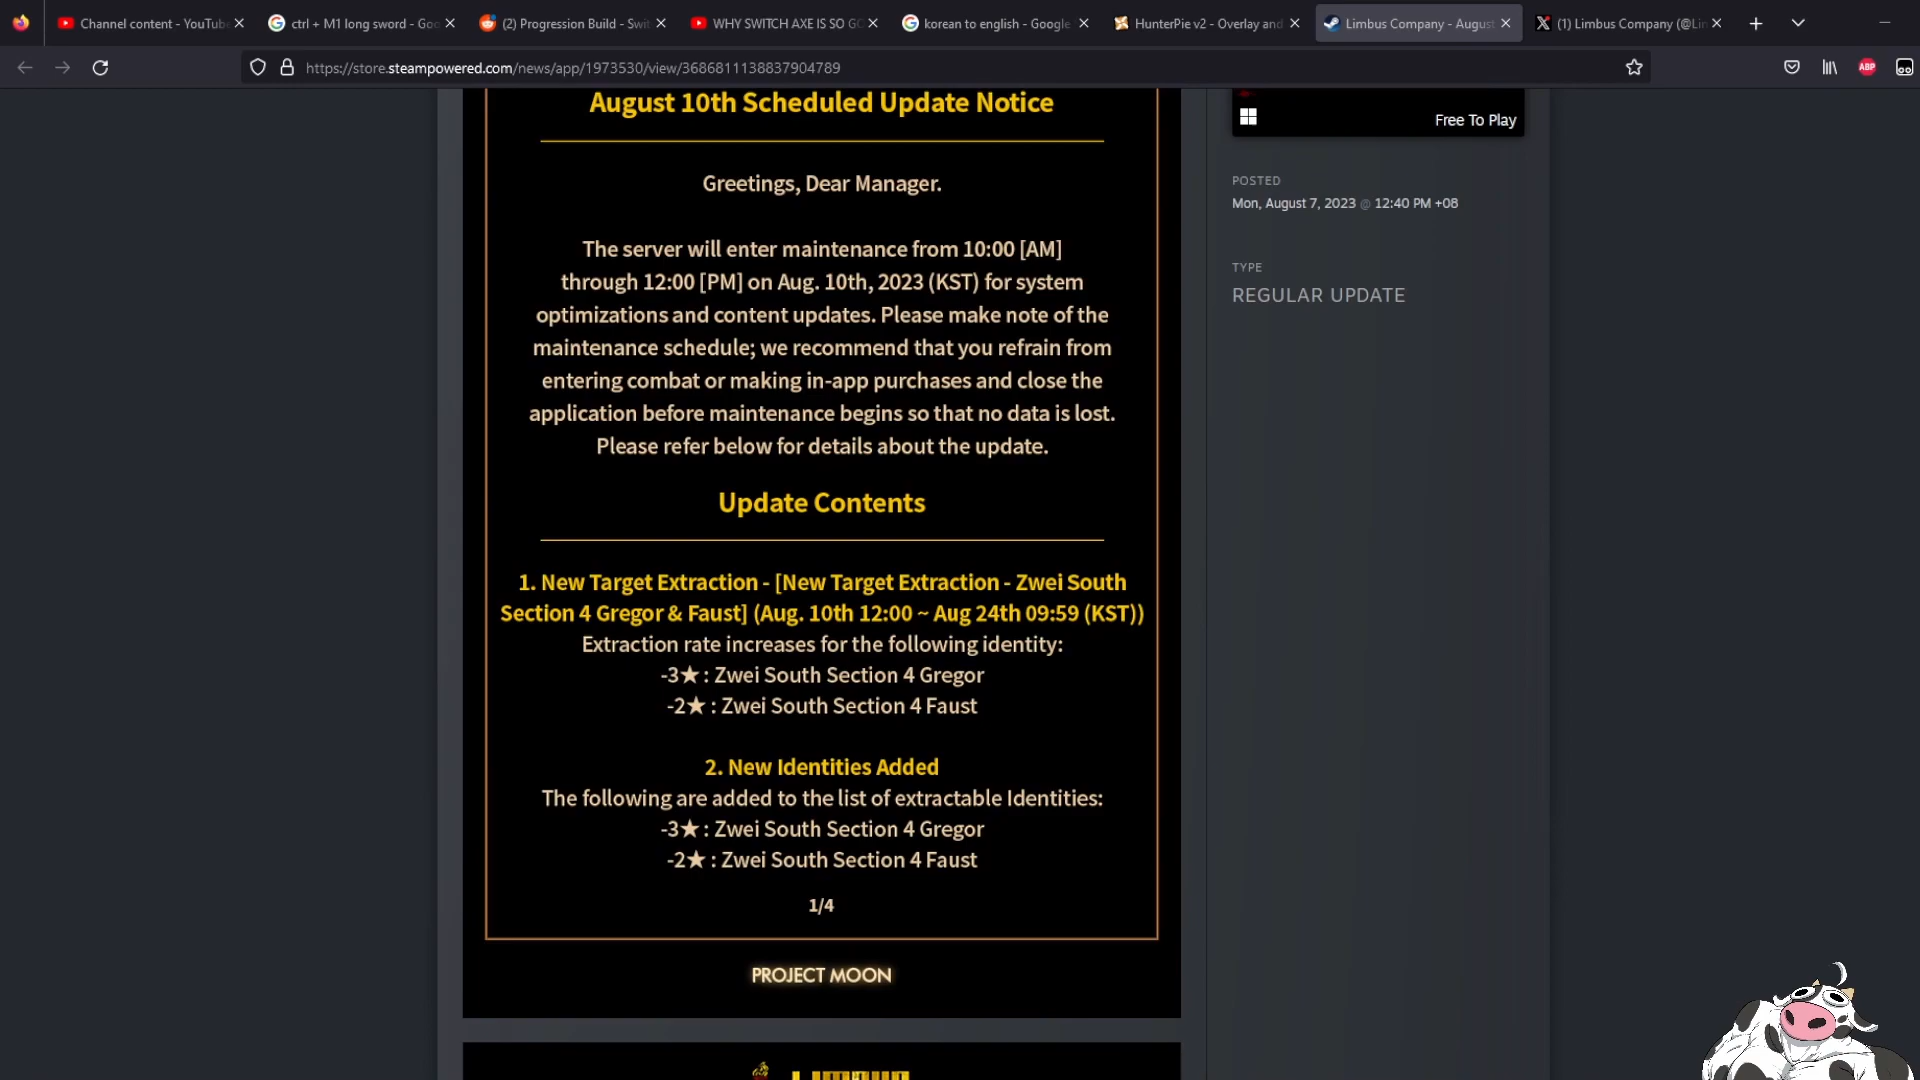 Channel content - YouTube
ctrl + M1 long sword - Goo
(2) Progression Build - Swit
WHY SWITCH AXE IS SO GO
korean to english - Google
HunterPie v2 - Overlay and
Limbus Company - August
(1) Limbus Company (@Lim
https://store.steampowered.com/news/app/1973530/view/3686811138837904789
ABP
August 10th Scheduled Update Notice
Greetings, Dear Manager.
The server will enter maintenance from 10:00 [AM]
through 12:00 [PM] on Aug. 10th, 2023 (KST) for system
optimizations and content updates. Please make note of the
maintenance schedule; we recommend that you refrain from
entering combat or making in-app purchases and close the
application before maintenance begins so that no data is lost.
Please refer below for details about the update.
Update Contents
1. New Target Extraction - [New Target Extraction - Zwei South
Section 4 Gregor & Faust] (Aug. 10th 12:00 ~ Aug 24th 09:59 (KST))
Extraction rate increases for the following identity:
-3★ : Zwei South Section 4 Gregor
-2★ : Zwei South Section 4 Faust
2. New Identities Added
The following are added to the list of extractable Identities:
-3★ : Zwei South Section 4 Gregor
-2★ : Zwei South Section 4 Faust
1/4
PROJECT MOON
Free To Play
POSTED
Mon, August 7, 2023 @ 12:40 PM +08
TYPE
REGULAR UPDATE